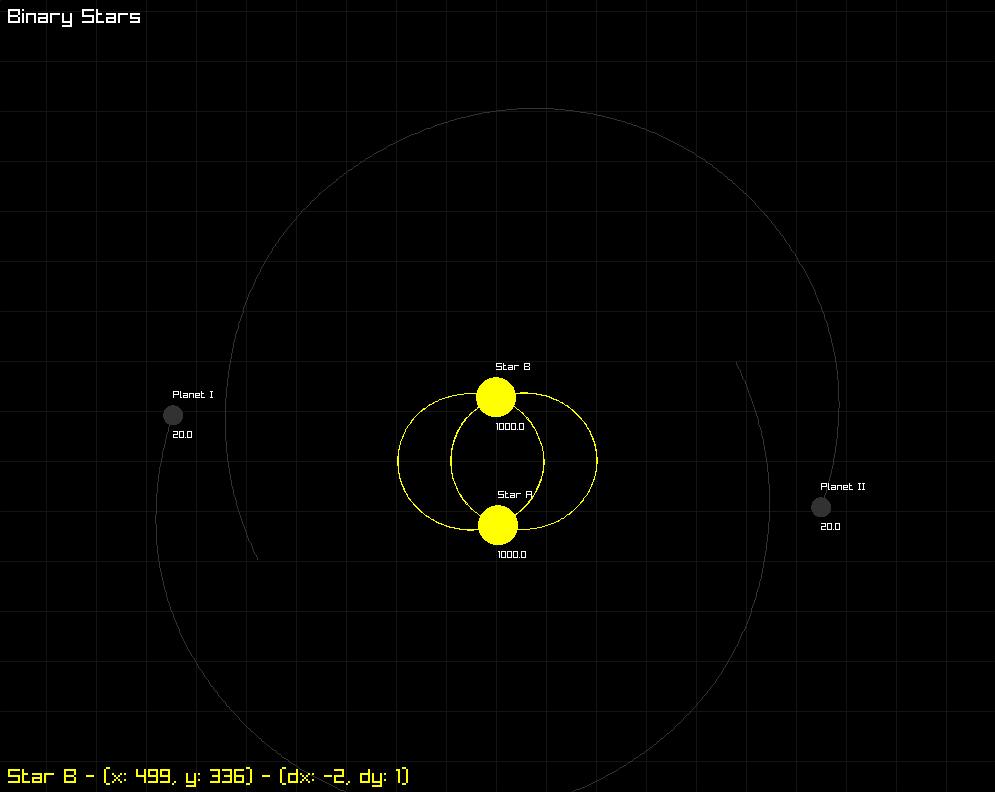 Binary Stars
Star B
1000.0
Planet I
20.0
Star A
1000.0
Planet II
20.0
Star B - (x: 499, y: 336) - (dx: -2, dy: 1)